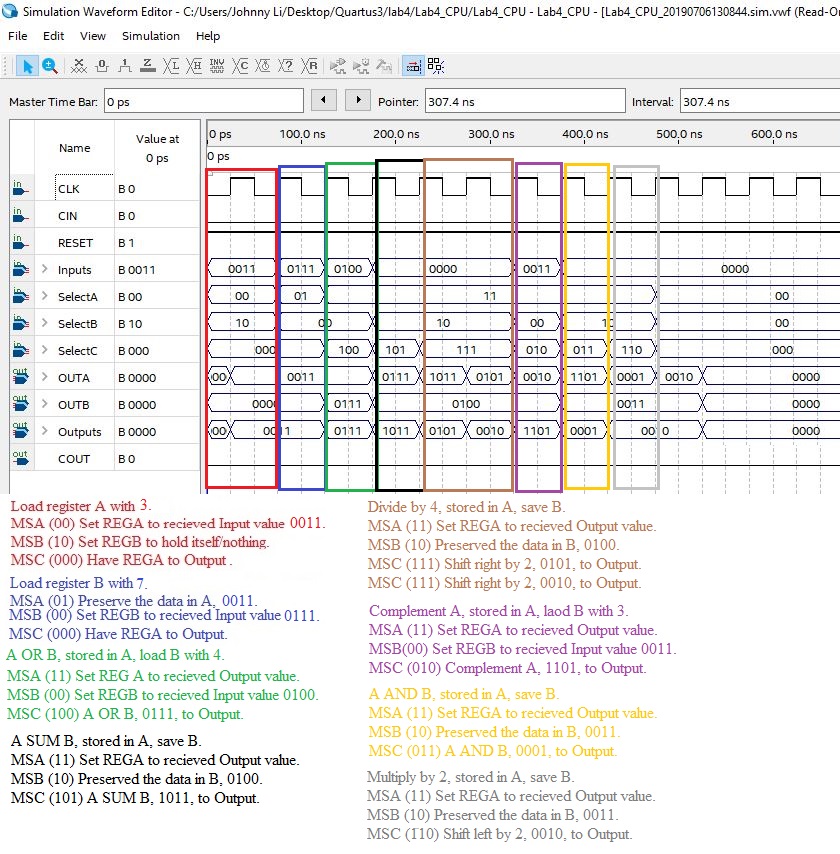 Simulation Waveform Editor - C:/Users/Johnny Li/Desktop/Quartus3/lab4/Lab4_CPU/Lab4_CPU - Lab4_CPU - [Lab4_CPU_20190706130844.sim.vwf (Read-O
File Edit View Simulation Help
Master Time Bar: 0 ps Pointer: 307.4 ns Interval: 307.4 ns
Name Value at 0 ps 0 ps 100.0 ns 200.0 ns 300.0 ns 400.0 ns 500.0 ns 600.0 ns
0 ps
in CLK B 0
in CIN B 0
in RESET B 1
in > Inputs B 0011 0011 0111 0100 0000 0011 0000
in > SelectA B 00 00 01 11 00
in > SelectB B 10 10 00 10 00 10 00
in > SelectC B 000 000 100 101 111 010 011 110 000
out > OUTA B 0000 00 0011 0111 1011 0101 0010 1101 0001 0010 0000
out > OUTB B 0000 0000 0111 0100 0011 0000
out > Outputs B 0000 00 0011 0111 1011 0101 0010 1101 0001 0010 0000
out COUT B 0
Load register A with 3.
MSA (00) Set REGA to recieved Input value 0011.
MSB (10) Set REGB to hold itself/nothing.
MSC (000) Have REGA to Output .
Load register B with 7.
MSA (01) Preserve the data in A, 0011.
MSB (00) Set REGB to recieved Input value 0111.
MSC (000) Have REGA to Output.
A OR B, stored in A, load B with 4.
MSA (11) Set REG A to recieved Output value.
MSB (00) Set REGB to recieved Input value 0100.
MSC (100) A OR B, 0111, to Output.
A SUM B, stored in A, save B.
MSA (11) Set REGA to recieved Output value.
MSB (10) Preserved the data in B, 0100.
MSC (101) A SUM B, 1011, to Output.
Divide by 4, stored in A, save B.
MSA (11) Set REGA to recieved Output value.
MSB (10) Preserved the data in B, 0100.
MSC (111) Shift right by 2, 0101, to Output.
MSC (111) Shift right by 2, 0010, to Output.
Complement A, stored in A, laod B with 3.
MSA (11) Set REGA to recieved Output value.
MSB(00) Set REGB to recieved Input value 0011.
MSC (010) Complement A, 1101, to Output.
A AND B, stored in A, save B.
MSA (11) Set REGA to recieved Output value.
MSB (10) Preserved the data in B, 0011.
MSC (011) A AND B, 0001, to Output.
Multiply by 2, stored in A, save B.
MSA (11) Set REGA to recieved Output value.
MSB (10) Preserved the data in B, 0011.
MSC (110) Shift left by 2, 0010, to Output.